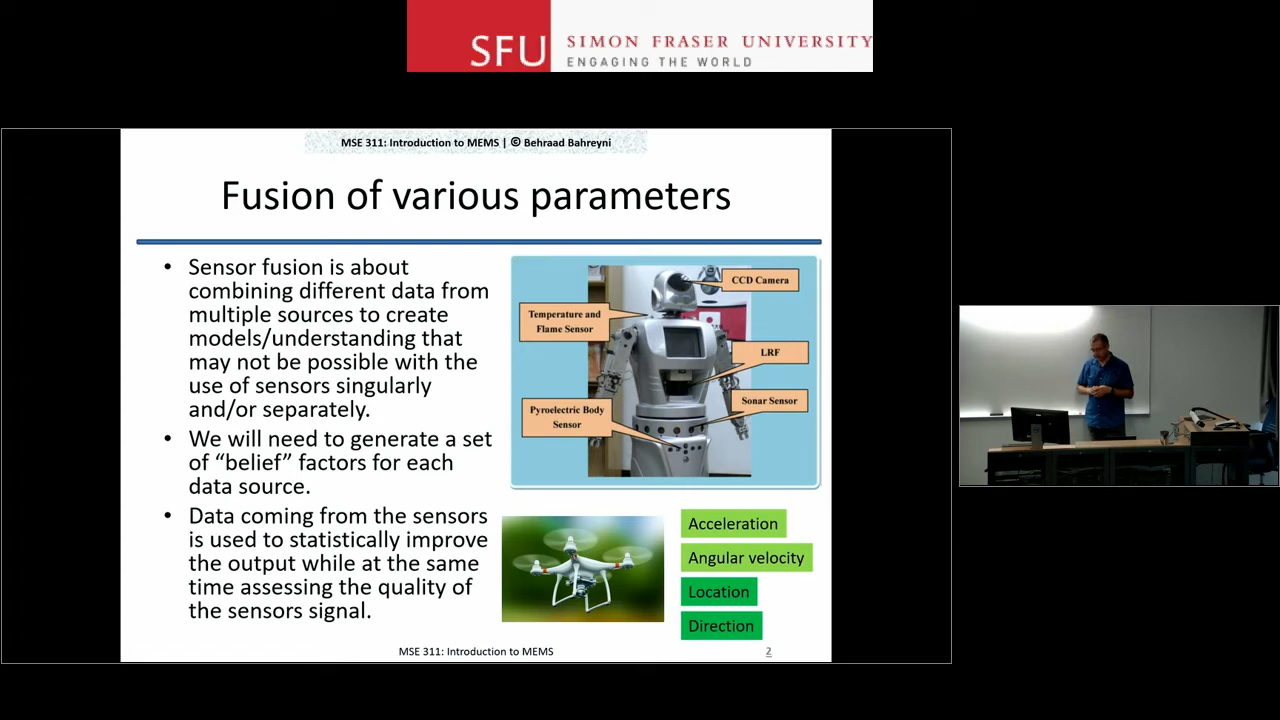 SFU
SIMON FRASER UNIVERSITY
ENGAGING THE WORLD
MSE 311: Introduction to MEMS | © Behraad Bahreyni
Fusion of various parameters
• Sensor fusion is about
combining different data from
multiple sources to create
models/understanding that
may not be possible with the
use of sensors singularly
and/or separately.
• We will need to generate a set
of “belief” factors for each
data source.
• Data coming from the sensors
is used to statistically improve
the output while at the same
time assessing the quality of
the sensors signal.
CCD Camera
Temperature and
Flame Sensor
LRF
Sonar Sensor
Pyroelectric Body
Sensor
Acceleration
Angular velocity
Location
Direction
MSE 311: Introduction to MEMS
2